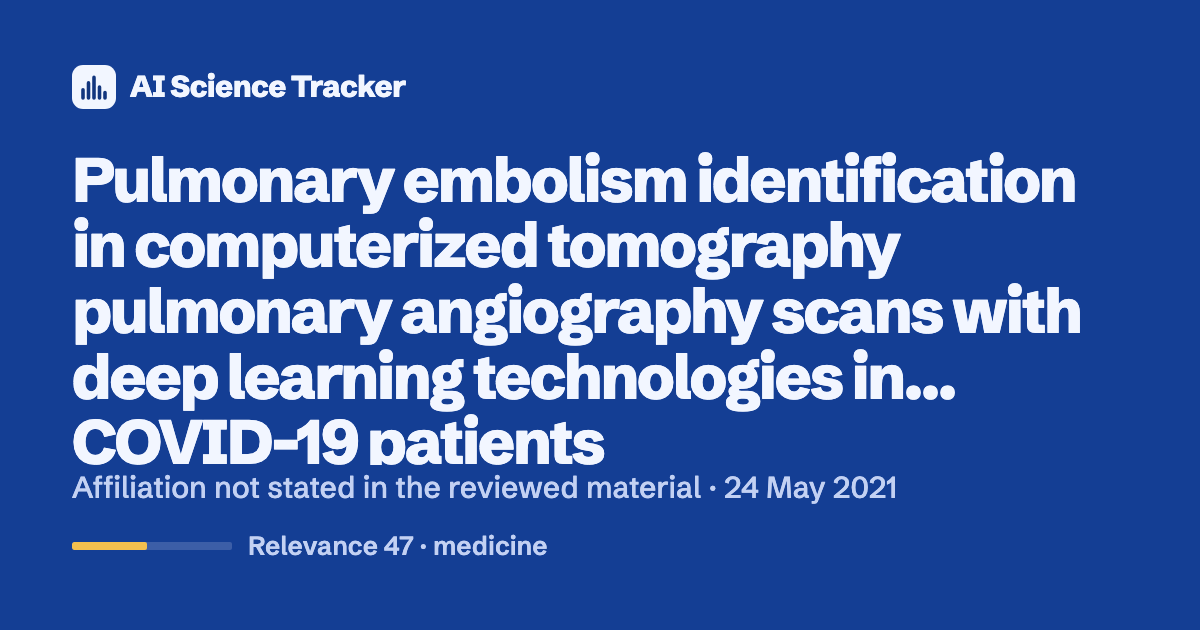 AI Science Tracker
Pulmonary embolism identification
in computerized tomography
pulmonary angiography scans with
deep learning technologies in...
COVID-19 patients
Affiliation not stated in the reviewed material · 24 May 2021
Relevance 47 · medicine